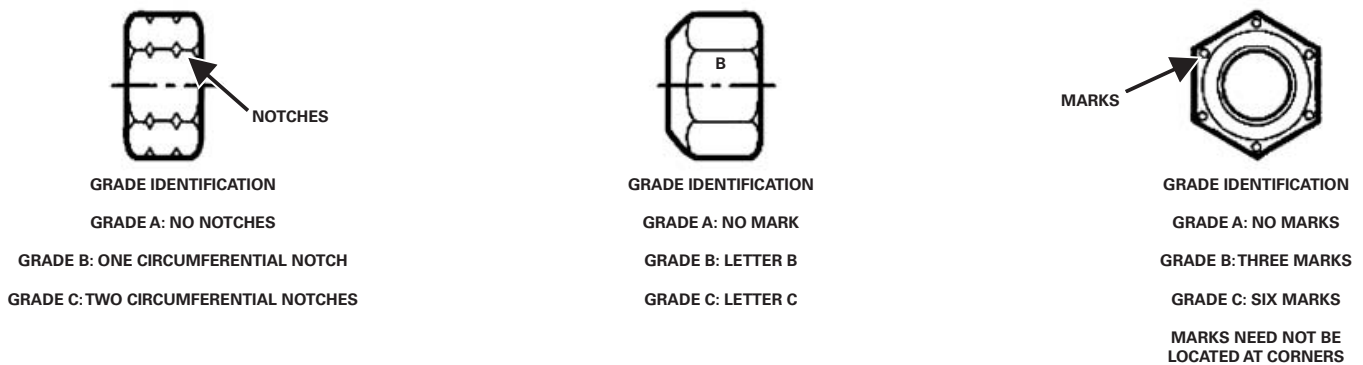 NOTCHES
GRADE IDENTIFICATION
GRADE A: NO NOTCHES
GRADE B: ONE CIRCUMFERENTIAL NOTCH
GRADE C: TWO CIRCUMFERENTIAL NOTCHES
B
GRADE IDENTIFICATION
GRADE A: NO MARK
GRADE B: LETTER B
GRADE C: LETTER C
MARKS
GRADE IDENTIFICATION
GRADE A: NO MARKS
GRADE B: THREE MARKS
GRADE C: SIX MARKS
MARKS NEED NOT BE
LOCATED AT CORNERS